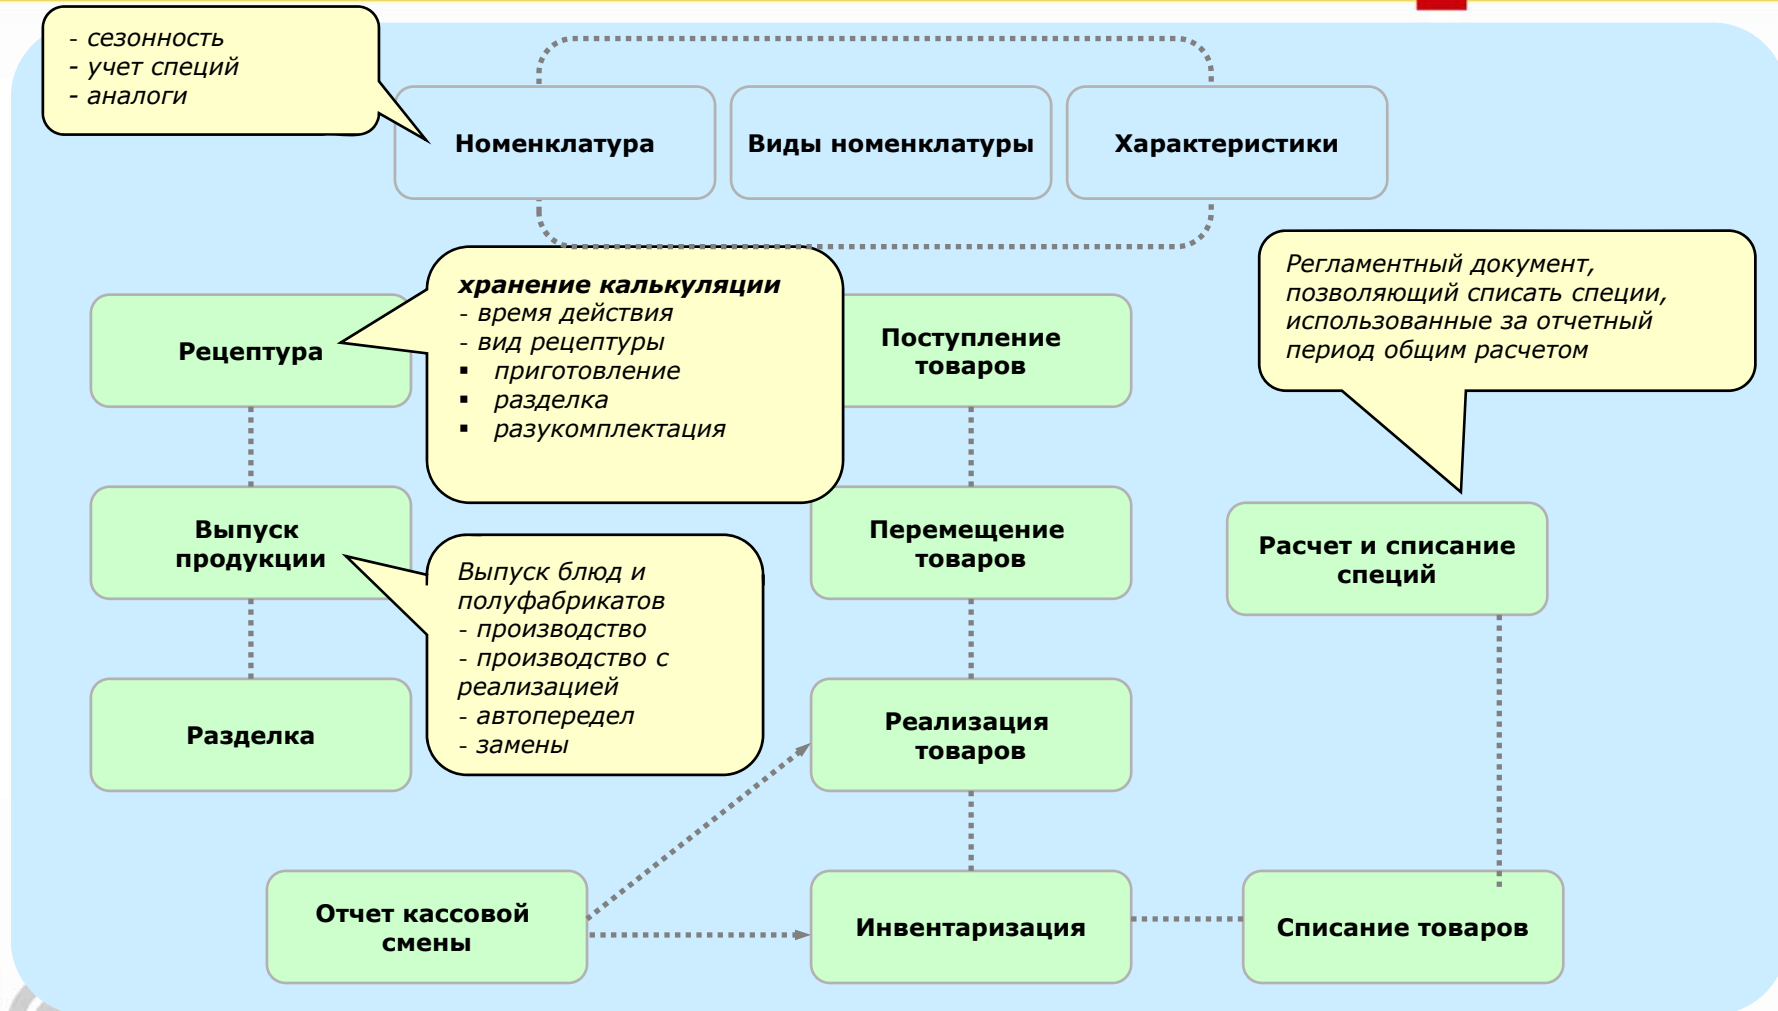 - сезонность
- учет специй
- аналоги
Номенклатура
Виды номенклатуры
Характеристики
Рецептура
хранение калькуляции
- время действия
- вид рецептуры
▪ приготовление
▪ разделка
▪ разукомплектация
Поступление
товаров
Регламентный документ,
позволяющий списать специи,
использованные за отчетный
период общим расчетом
Выпуск
продукции
Выпуск блюд и
полуфабрикатов
- производство
- производство с
реализацией
- автопередел
- замены
Перемещение
товаров
Расчет и списание
специй
Разделка
Реализация
товаров
Отчет кассовой
смены
Инвентаризация
Списание товаров